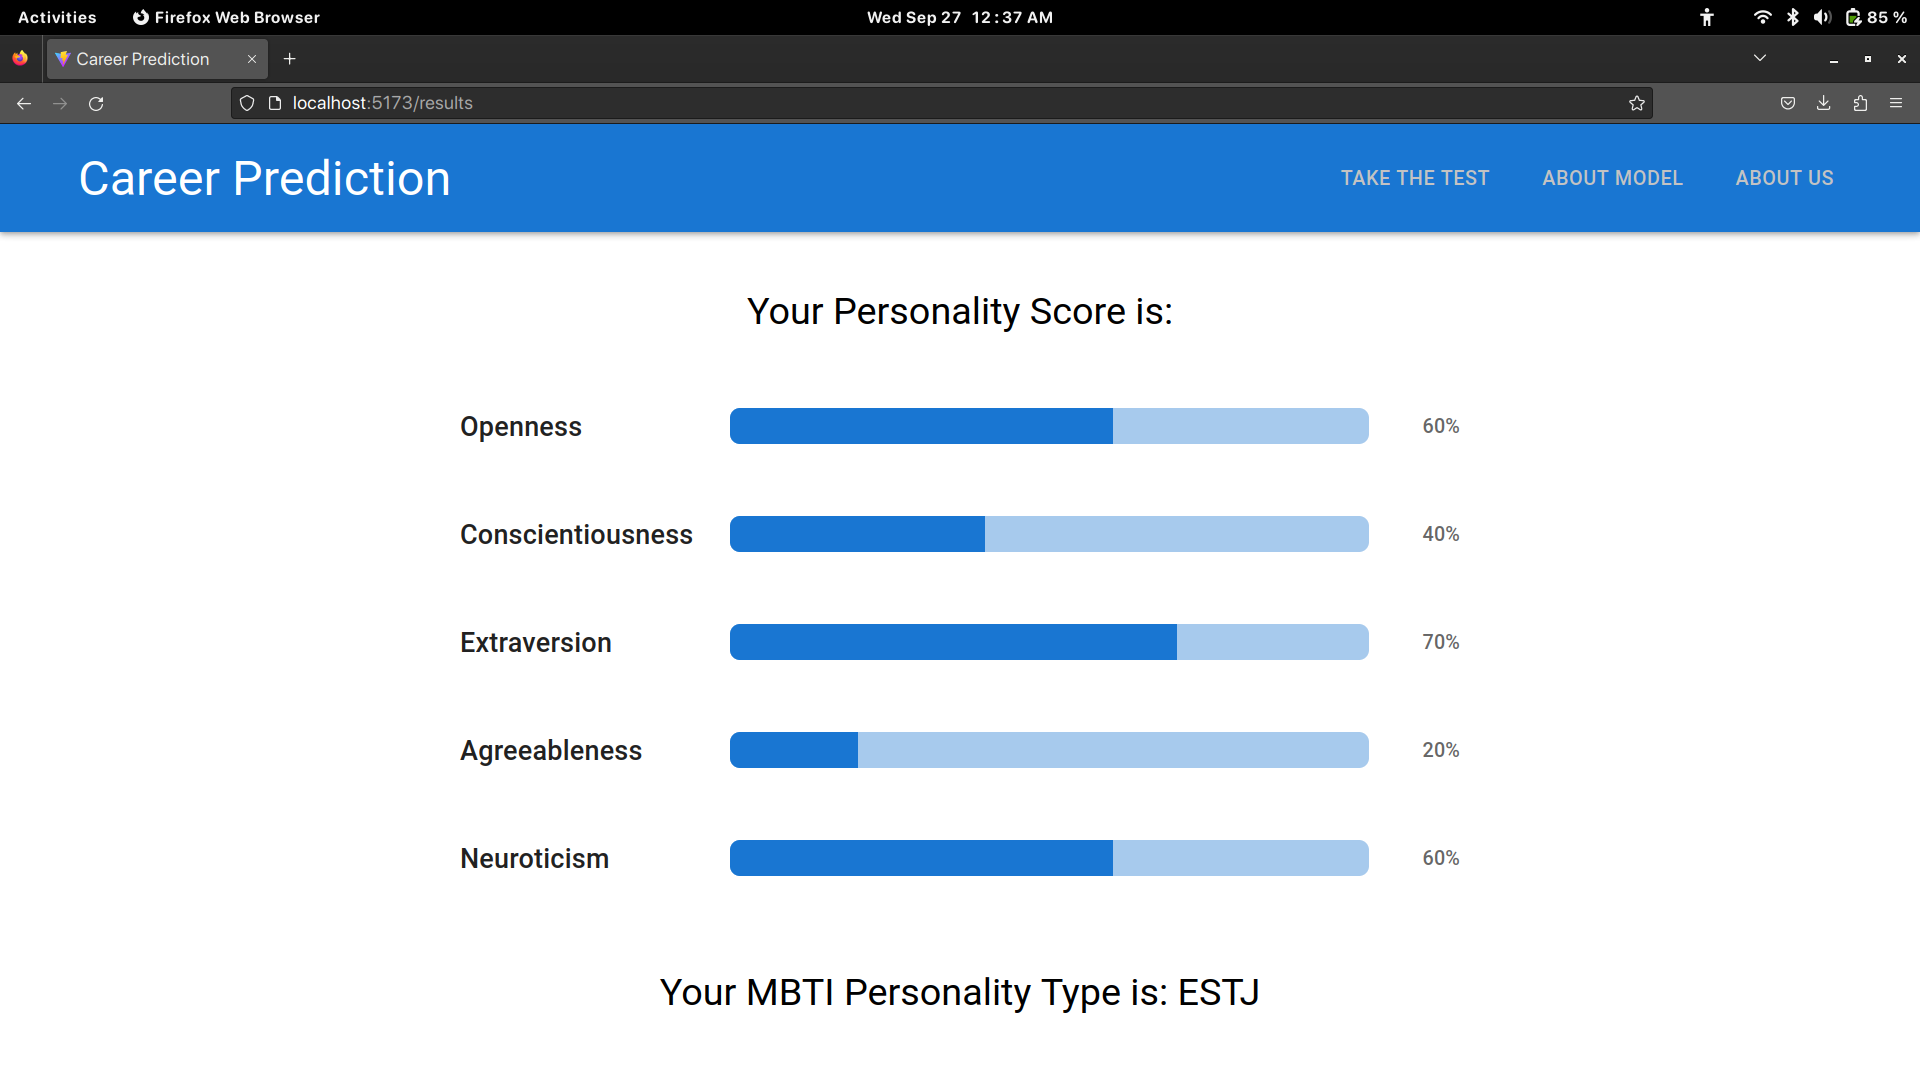 Activities Firefox Web Browser Wed Sep 27 12:37 AM 85 %
Career Prediction
localhost:5173/results
Career Prediction TAKE THE TEST ABOUT MODEL ABOUT US
Your Personality Score is:
Openness 60%
Conscientiousness 40%
Extraversion 70%
Agreeableness 20%
Neuroticism 60%
Your MBTI Personality Type is: ESTJ